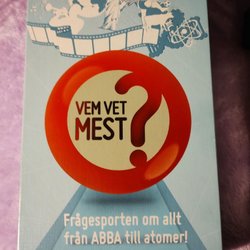 VEM VET
MEST?
Frågesporten om allt
från ABBA till atomer!